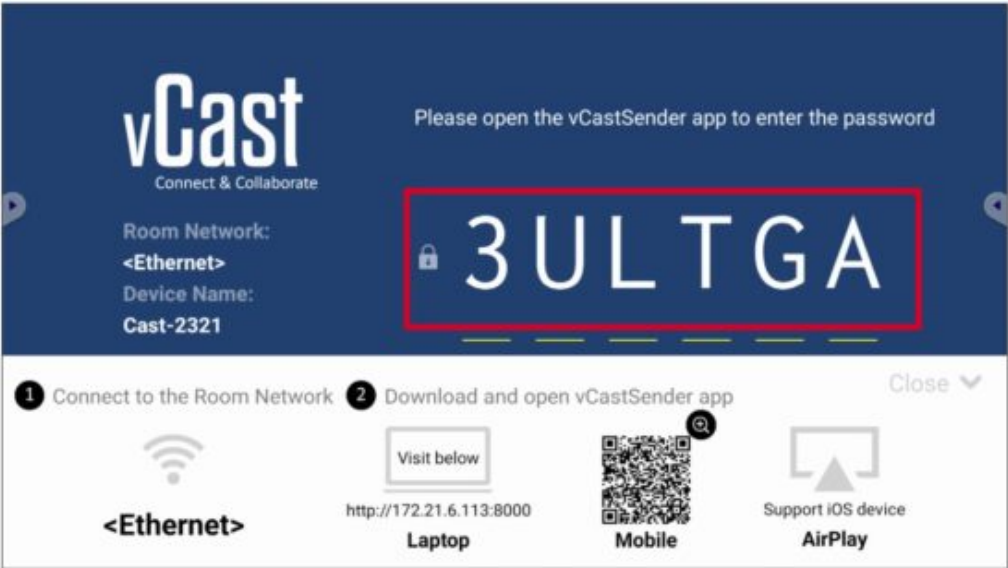 vCast
Connect & Collaborate
Please open the vCastSender app to enter the password
Room Network:
<Ethernet>
Device Name:
Cast-2321
3ULTGA
1 Connect to the Room Network
2 Download and open vCastSender app
Close
<Ethernet>
Visit below
http://172.21.6.113:8000
Laptop
Mobile
Support iOS device
AirPlay